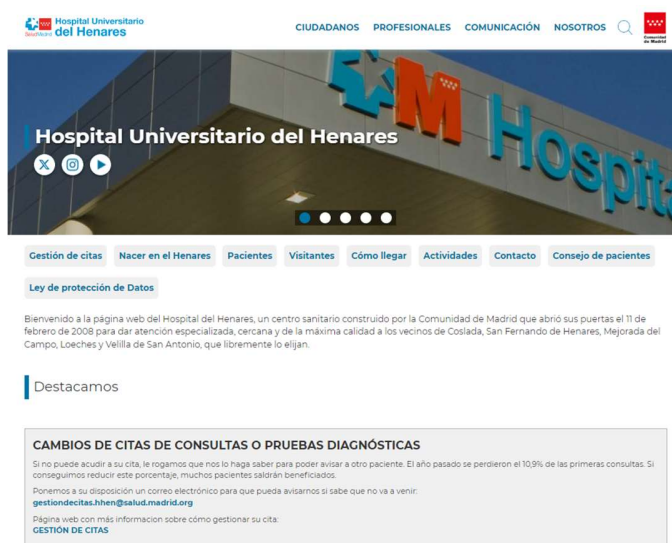 Hospital Universitario
del Henares
SaludMadrid
CIUDADANOS PROFESIONALES COMUNICACIÓN NOSOTROS
Comunidad
de Madrid
Hospital Universitario del Henares
M Hospita
Gestión de citas Nacer en el Henares Pacientes Visitantes Cómo llegar Actividades Contacto Consejo de pacientes
Ley de protección de Datos
Bienvenido a la página web del Hospital del Henares, un centro sanitario construido por la Comunidad de Madrid que abrió sus puertas el 11 de
febrero de 2008 para dar atención especializada, cercana y de la máxima calidad a los vecinos de Coslada, San Fernando de Henares, Mejorada del
Campo, Loeches y Velilla de San Antonio, que libremente lo elijan.
Destacamos
CAMBIOS DE CITAS DE CONSULTAS O PRUEBAS DIAGNÓSTICAS
Si no puede acudir a su cita, le rogamos que nos lo haga saber para poder avisar a otro paciente. El año pasado se perdieron el 10,9% de las primeras consultas. Si
conseguimos reducir este porcentaje, muchos pacientes saldrán beneficiados.
Ponemos a su disposición un correo electrónico para que pueda avisarnos si sabe que no va a venir:
gestiondecitas.hhen@salud.madrid.org
Página web con más informacion sobre cómo gestionar su cita:
GESTIÓN DE CITAS